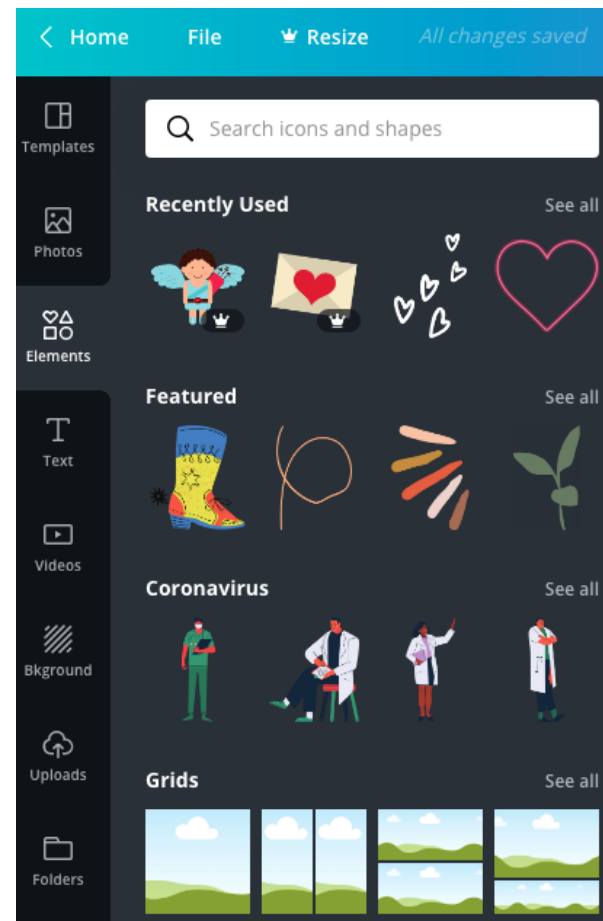 Home File Resize All changes saved
Search icons and shapes
Templates
Photos
Elements
Text
Videos
Bkground
Uploads
Folders
Recently Used See all
Featured See all
Coronavirus See all
Grids See all